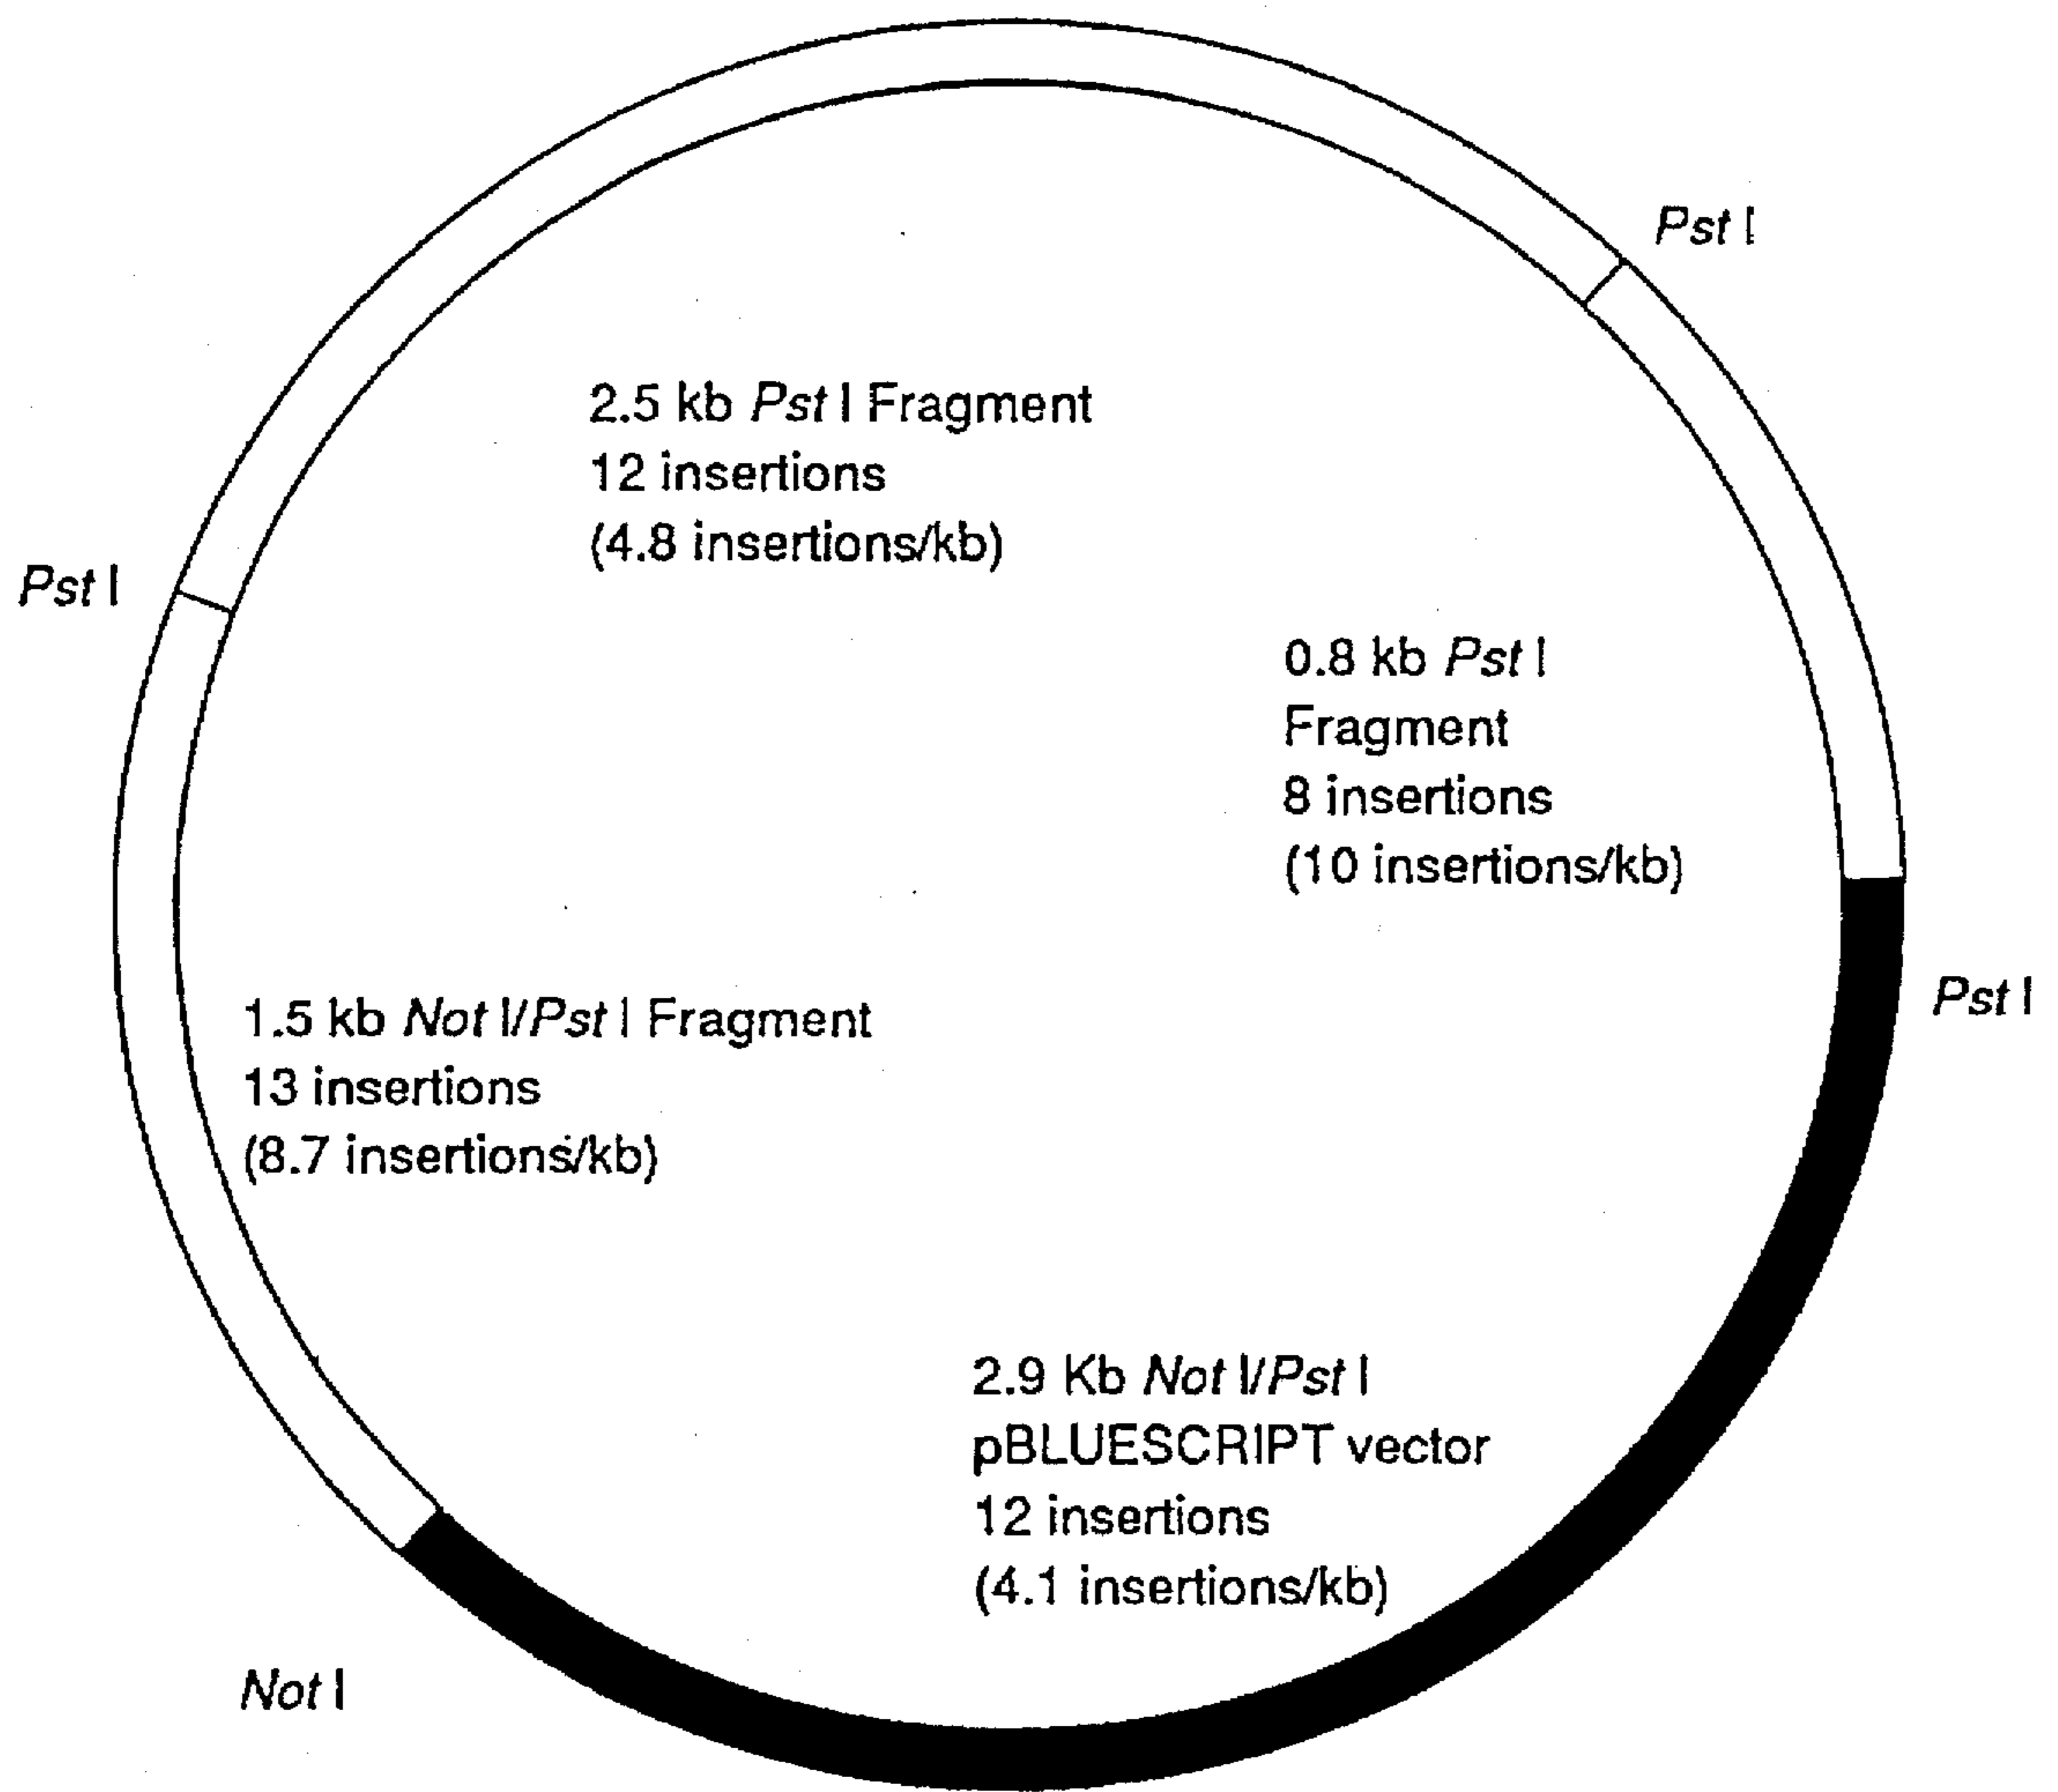 Pst I
2.5 kb Pst I Fragment
12 insertions
(4.8 insertions/kb)
Pst I
0.8 kb Pst I
Fragment
8 insertions
(10 insertions/kb)
Pst I
1.5 kb Not I/Pst I Fragment
13 insertions
(8.7 insertions/kb)
2.9 Kb Not I/Pst I
pBLUESCRIPT vector
12 insertions
(4.1 insertions/kb)
Not I